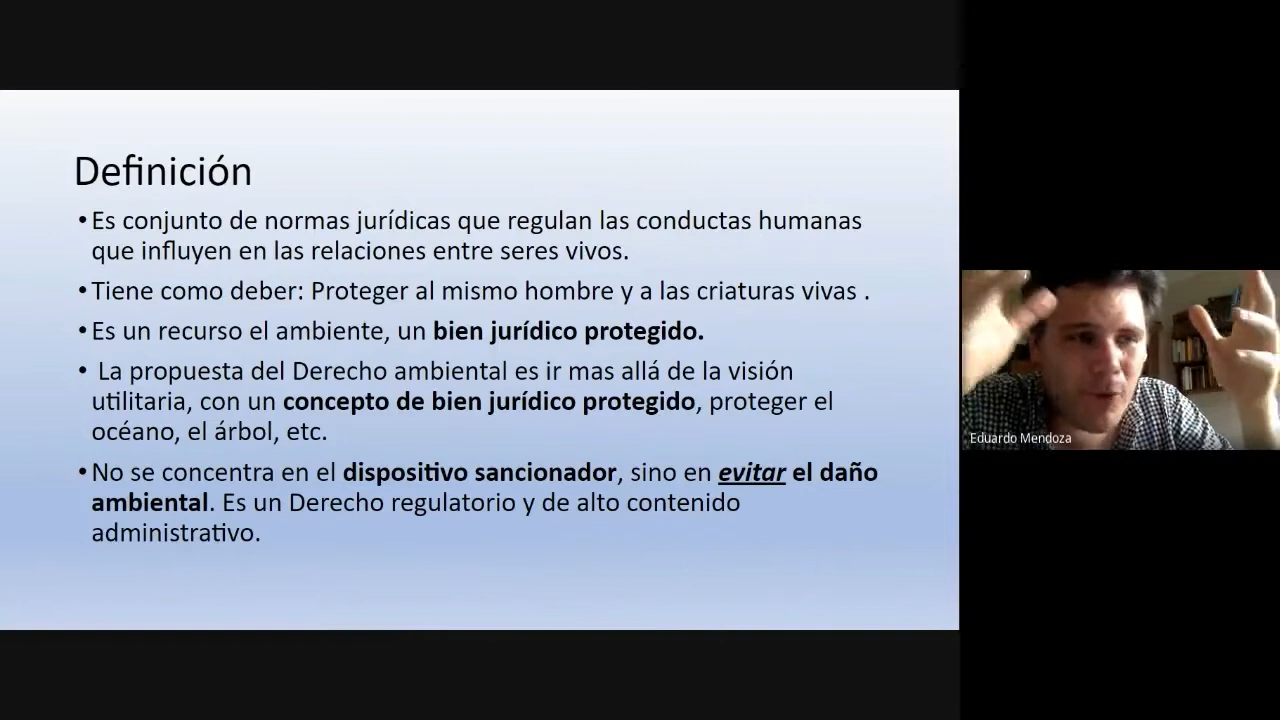 Definición
•Es conjunto de normas jurídicas que regulan las conductas humanas
que influyen en las relaciones entre seres vivos.
•Tiene como deber: Proteger al mismo hombre y a las criaturas vivas .
•Es un recurso el ambiente, un bien jurídico protegido.
• La propuesta del Derecho ambiental es ir mas allá de la visión
utilitaria, con un concepto de bien jurídico protegido, proteger el
océano, el árbol, etc.
•No se concentra en el dispositivo sancionador, sino en evitar el daño
ambiental. Es un Derecho regulatorio y de alto contenido
administrativo.
Eduardo Mendoza